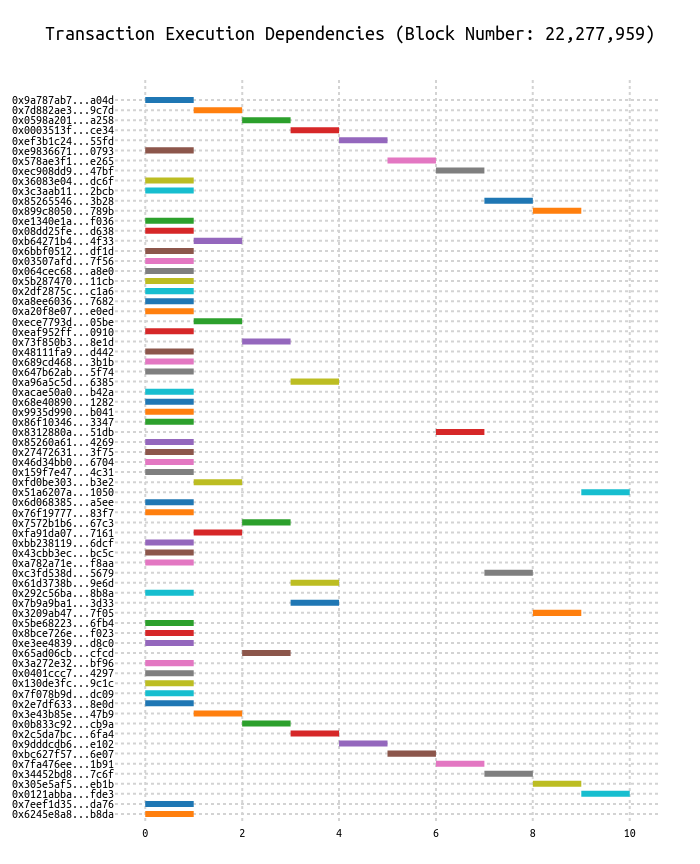 Transaction Execution Dependencies (Block Number: 22,277,959)
0x9a787ab7...a04d
0x7d882ae3...9c7d
0x0598a201...a258
0x0003513f...ce34
0xef3b1c24...55fd
0xe9836671...0793
0x578ae3f1...e265
0xec908dd9...47bf
0x36083e04...dc6f
0x3c3aab11...2bcb
0x85265546...3b28
0x899c8050...789b
0xe1340e1a...f036
0x08dd25fe...d638
0xb64271b4...4f33
0x6bbf0512...df1d
0x03507afd...7f56
0x064cec68...a8e0
0x5b287470...11cb
0x2df2875c...c1a6
0xa8ee6036...7682
0xa20f8e07...e0ed
0xece7793d...05be
0xeaf952ff...0910
0x73f850b3...8e1d
0x48111fa9...d442
0x689cd468...3b1b
0x647b62ab...5f74
0xa96a5c5d...6385
0xacae50a0...b42a
0x68e40890...1282
0x9935d990...b041
0x86f10346...3347
0x8312880a...51db
0x85260a61...4269
0x27472631...3f75
0x46d34bb0...6704
0x159f7e47...4c31
0xfd0be303...b3e2
0x51a6207a...1050
0x6d068385...a5ee
0x76f19777...83f7
0x7572b1b6...67c3
0xfa91da07...7161
0xbb238119...6dcf
0x43cbb3ec...bc5c
0xa782a71e...f8aa
0xc3fd538d...5679
0x61d3738b...9e6d
0x292c56ba...8b8a
0x7b9a9ba1...3d33
0x3209ab47...7f05
0x5be68223...6fb4
0x8bce726e...f023
0xe3ee4839...d8c0
0x65ad06cb...cfcd
0x3a272e32...bf96
0x0401ccc7...4297
0x130de3fc...9c1c
0x7f078b9d...dc09
0x2e7df633...8e0d
0x3e43b85e...47b9
0x0b833c92...cb9a
0x2c5da7bc...6fa4
0x9dddcdb6...e102
0xbc627f57...6e07
0x7fa476ee...1b91
0x34452bd8...7c6f
0x305e5af5...eb1b
0x0121abba...fde3
0x7eef1d35...da76
0x6245e8a8...b8da
0 2 4 6 8 10